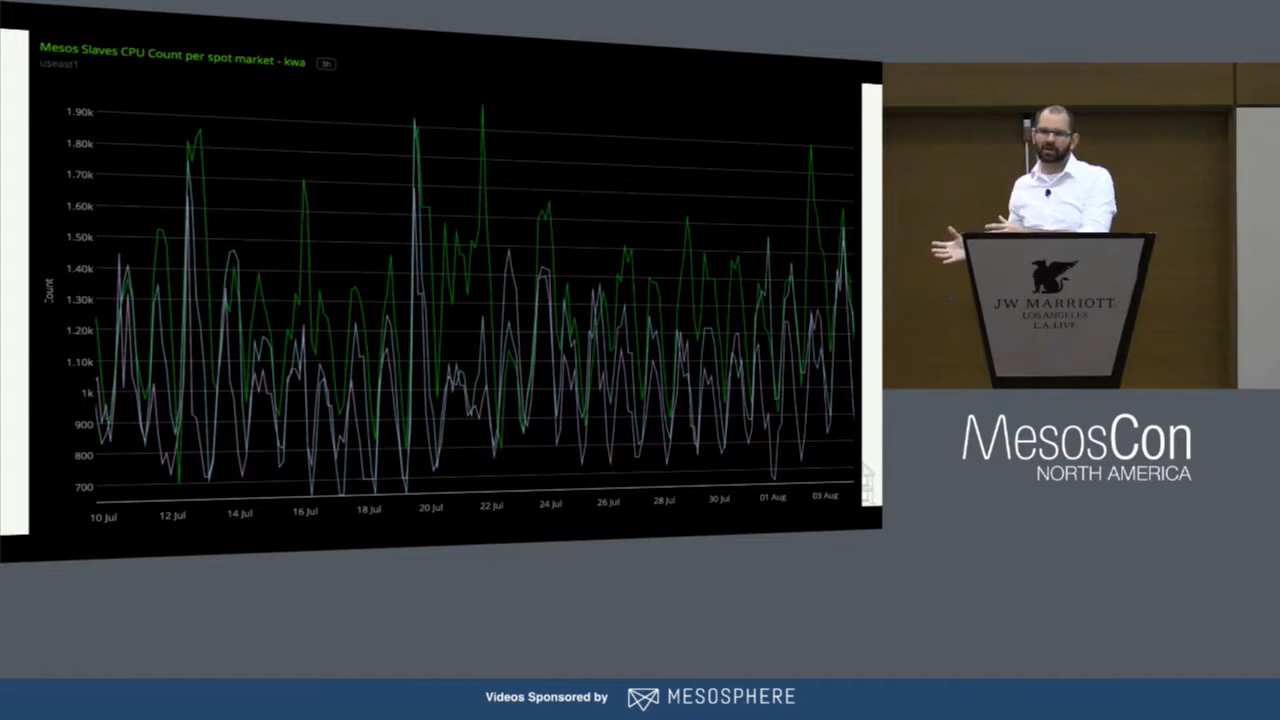 Mesos Slaves CPU Count per spot market - kwa 3h
useast1
1.90k
1.80k
1.70k
1.60k
1.50k
1.40k
1.30k
1.20k
1.10k
1k
900
800
700
Count
10 Jul 12 Jul 14 Jul 16 Jul 18 Jul 20 Jul 22 Jul 24 Jul 26 Jul 28 Jul 30 Jul 01 Aug 03 Aug
JW MARRIOTT
LOS ANGELES
L.A. LIVE
MesosCon
NORTH AMERICA
Videos Sponsored by MESOSPHERE